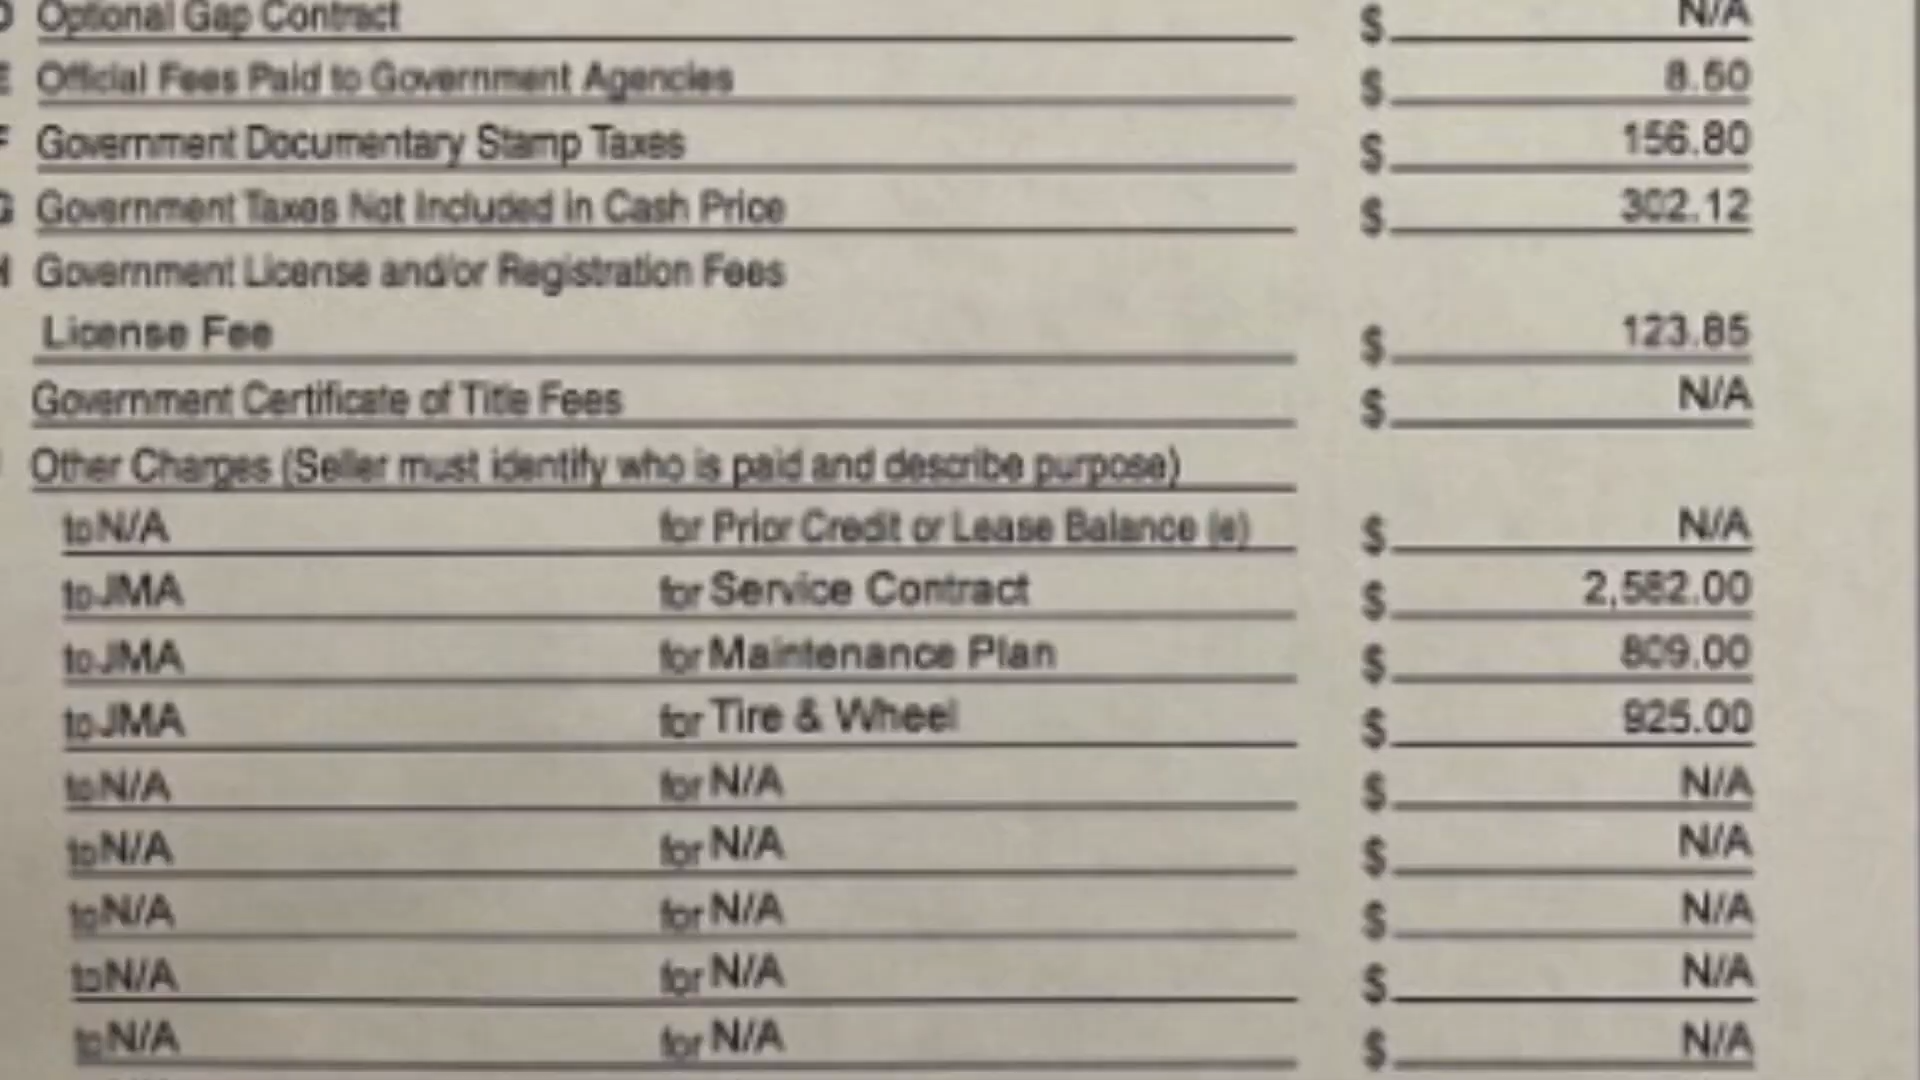 D Optional Gap Contract $ N/A
E Official Fees Paid to Government Agencies $ 8.50
F Government Documentary Stamp Taxes $ 156.80
G Government Taxes Not Included in Cash Price $ 302.12
H Government License and/or Registration Fees
License Fee $ 123.85
Government Certificate of Title Fees $ N/A
Other Charges (Seller must identify who is paid and describe purpose)
to N/A for Prior Credit or Lease Balance (e) $ N/A
to JMA for Service Contract $ 2,582.00
to JMA for Maintenance Plan $ 809.00
to JMA for Tire & Wheel $ 925.00
to N/A for N/A $ N/A
to N/A for N/A $ N/A
to N/A for N/A $ N/A
to N/A for N/A $ N/A
to N/A for N/A $ N/A